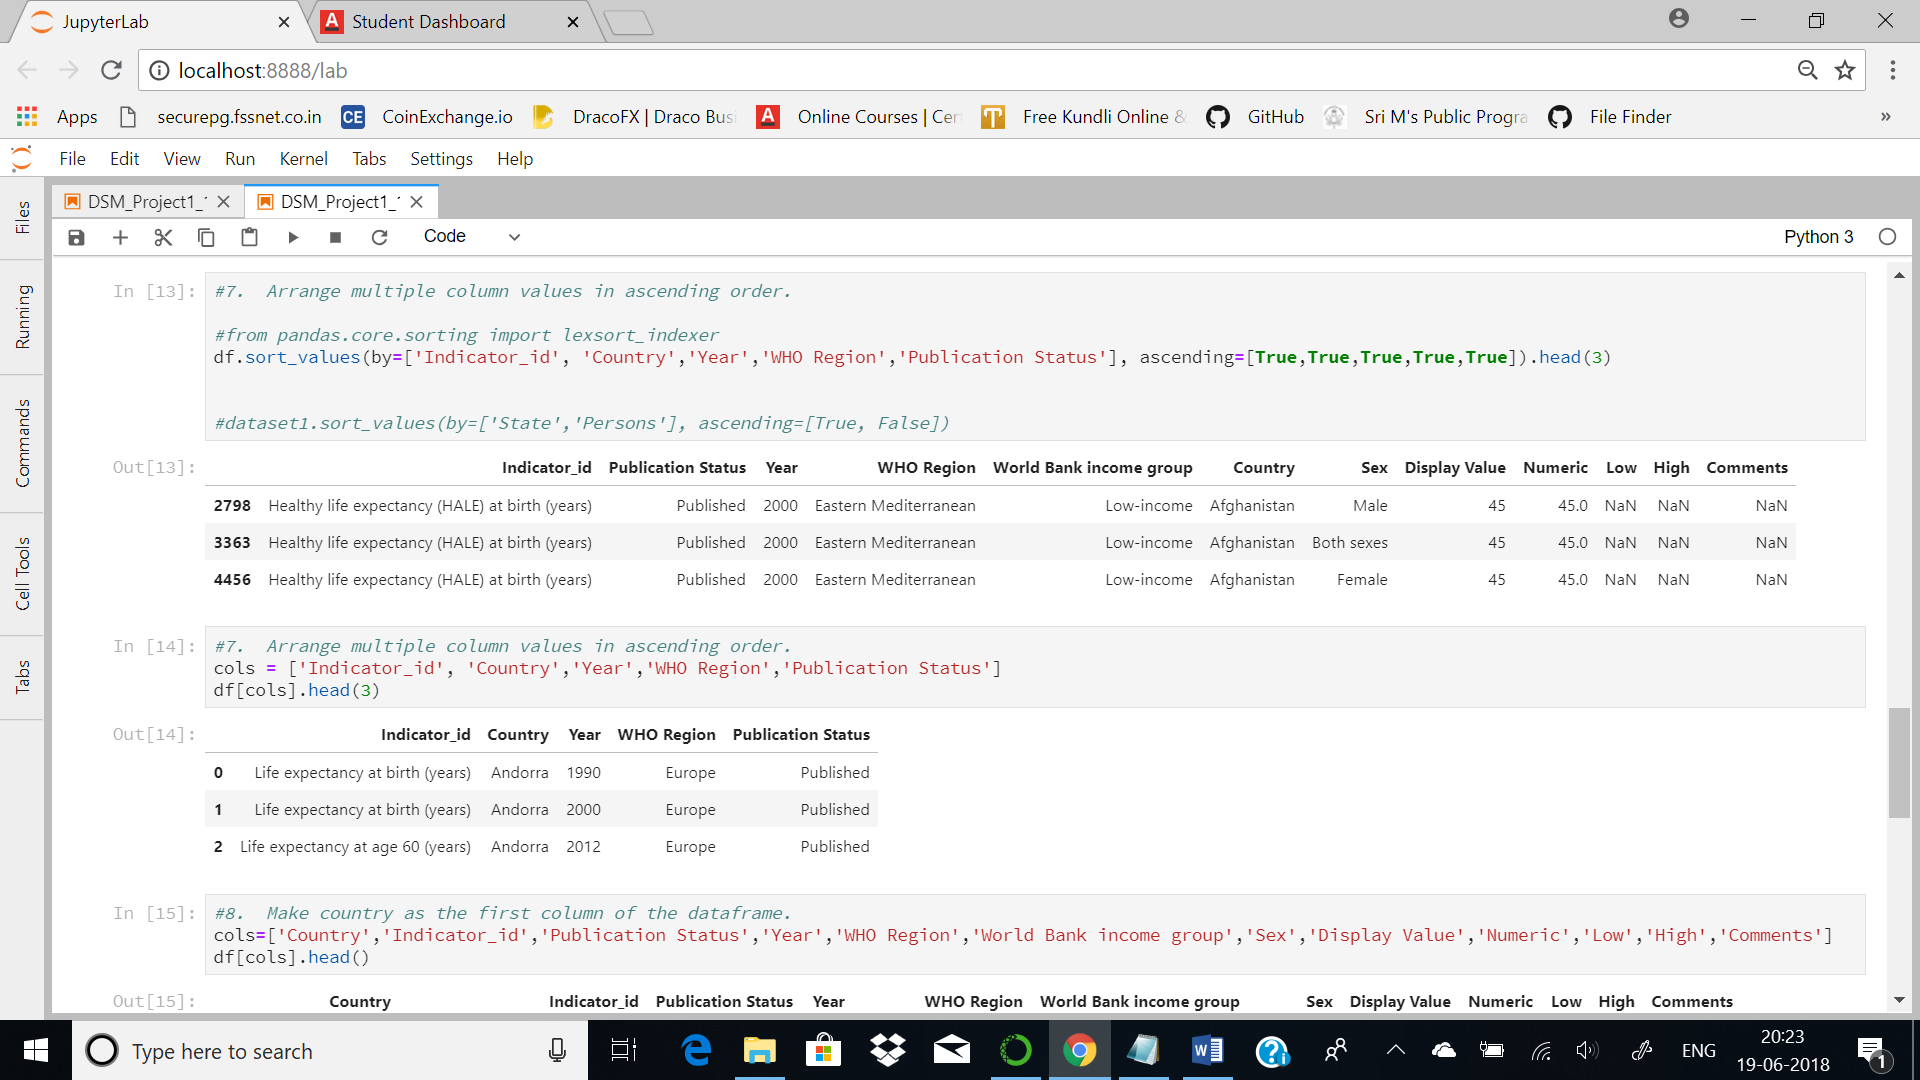 JupyterLab
Student Dashboard
localhost:8888/lab
Apps securepg.fssnet.co.in CE CoinExchange.io DracoFX | Draco Busi Online Courses | Cert Free Kundli Online & GitHub Sri M's Public Progra File Finder »
File Edit View Run Kernel Tabs Settings Help
DSM_Project1_
DSM_Project1_
Code
Python 3
Files
Running
Commands
Cell Tools
Tabs
In [13]:
#7.  Arrange multiple column values in ascending order.
#from pandas.core.sorting import lexsort_indexer
df.sort_values(by=['Indicator_id', 'Country','Year','WHO Region','Publication Status'], ascending=[True,True,True,True,True]).head(3)
#dataset1.sort_values(by=['State','Persons'], ascending=[True, False])
Out[13]:
Indicator_id Publication Status Year WHO Region World Bank income group Country Sex Display Value Numeric Low High Comments
2798 Healthy life expectancy (HALE) at birth (years) Published 2000 Eastern Mediterranean Low-income Afghanistan Male 45 45.0 NaN NaN NaN
3363 Healthy life expectancy (HALE) at birth (years) Published 2000 Eastern Mediterranean Low-income Afghanistan Both sexes 45 45.0 NaN NaN NaN
4456 Healthy life expectancy (HALE) at birth (years) Published 2000 Eastern Mediterranean Low-income Afghanistan Female 45 45.0 NaN NaN NaN
In [14]:
#7.  Arrange multiple column values in ascending order.
cols = ['Indicator_id', 'Country','Year','WHO Region','Publication Status']
df[cols].head(3)
Out[14]:
Indicator_id Country Year WHO Region Publication Status
0 Life expectancy at birth (years) Andorra 1990 Europe Published
1 Life expectancy at birth (years) Andorra 2000 Europe Published
2 Life expectancy at age 60 (years) Andorra 2012 Europe Published
In [15]:
#8.  Make country as the first column of the dataframe.
cols=['Country','Indicator_id','Publication Status','Year','WHO Region','World Bank income group','Sex','Display Value','Numeric','Low','High','Comments']
df[cols].head()
Out[15]:
Country Indicator_id Publication Status Year WHO Region World Bank income group Sex Display Value Numeric Low High Comments
Type here to search
ENG
20:23
19-06-2018
1